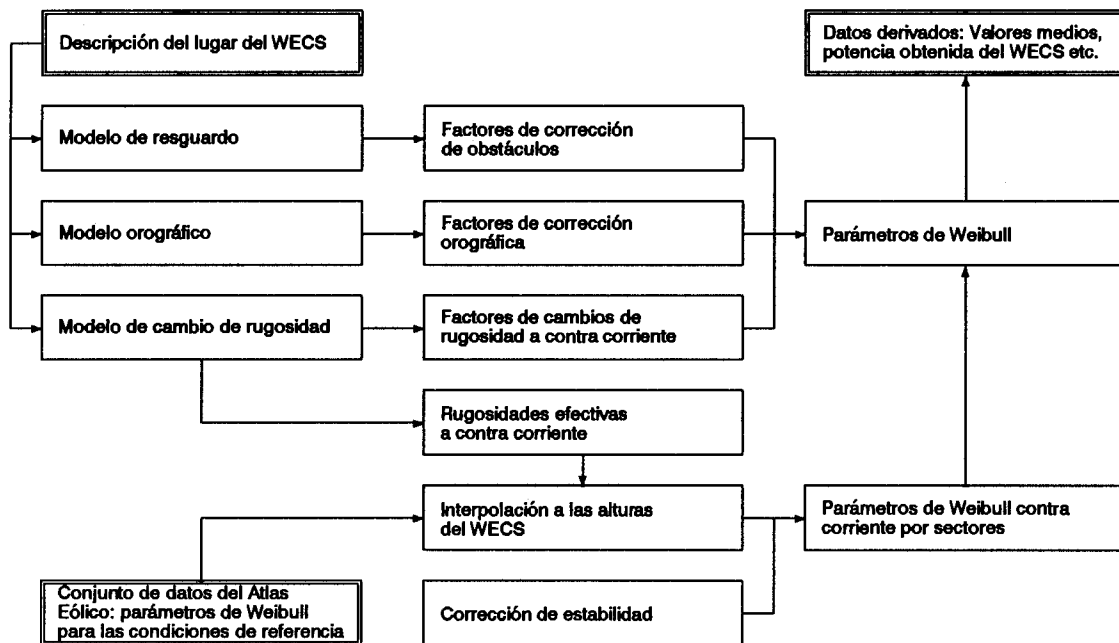 Descripción del lugar del WECS
Datos derivados: Valores medios,
potencia obtenida del WECS etc.
Modelo de resguardo
Factores de corrección
de obstáculos
Modelo orográfico
Factores de corrección
orográfica
Parámetros de Weibull
Modelo de cambio de rugosidad
Factores de cambios de
rugosidad a contra corriente
Rugosidades efectivas
a contra corriente
Interpolación a las alturas
del WECS
Parámetros de Weibull contra
corriente por sectores
Conjunto de datos del Atlas
Eólico: parámetros de Weibull
para las condiciones de referencia
Corrección de estabilidad